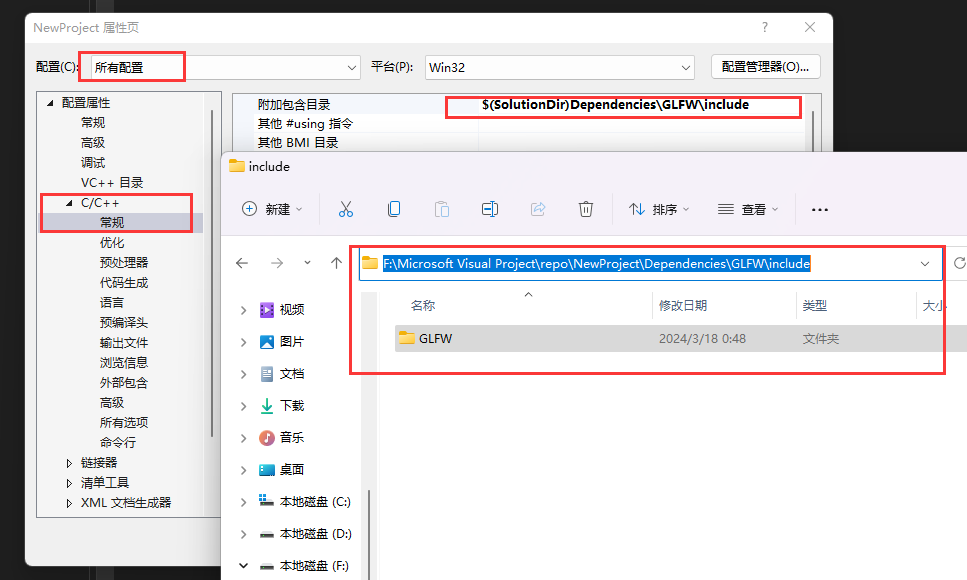 NewProject 属性页
配置(C): 所有配置 平台(P): Win32 配置管理器(O)...
配置属性
常规
高级
调试
VC++ 目录
C/C++
常规
优化
预处理器
代码生成
语言
预编译头
输出文件
浏览信息
外部包含
高级
所有选项
命令行
链接器
清单工具
XML 文档生成器
附加包含目录 $(SolutionDir)Dependencies\GLFW\include
其他 #using 指令
其他 BMI 目录
include
新建 排序 查看
F:\Microsoft Visual Project\repo\NewProject\Dependencies\GLFW\include
名称 修改日期 类型 大小
GLFW 2024/3/18 0:48 文件夹
视频
图片
文档
下载
音乐
桌面
本地磁盘 (C:)
本地磁盘 (D:)
本地磁盘 (F:)